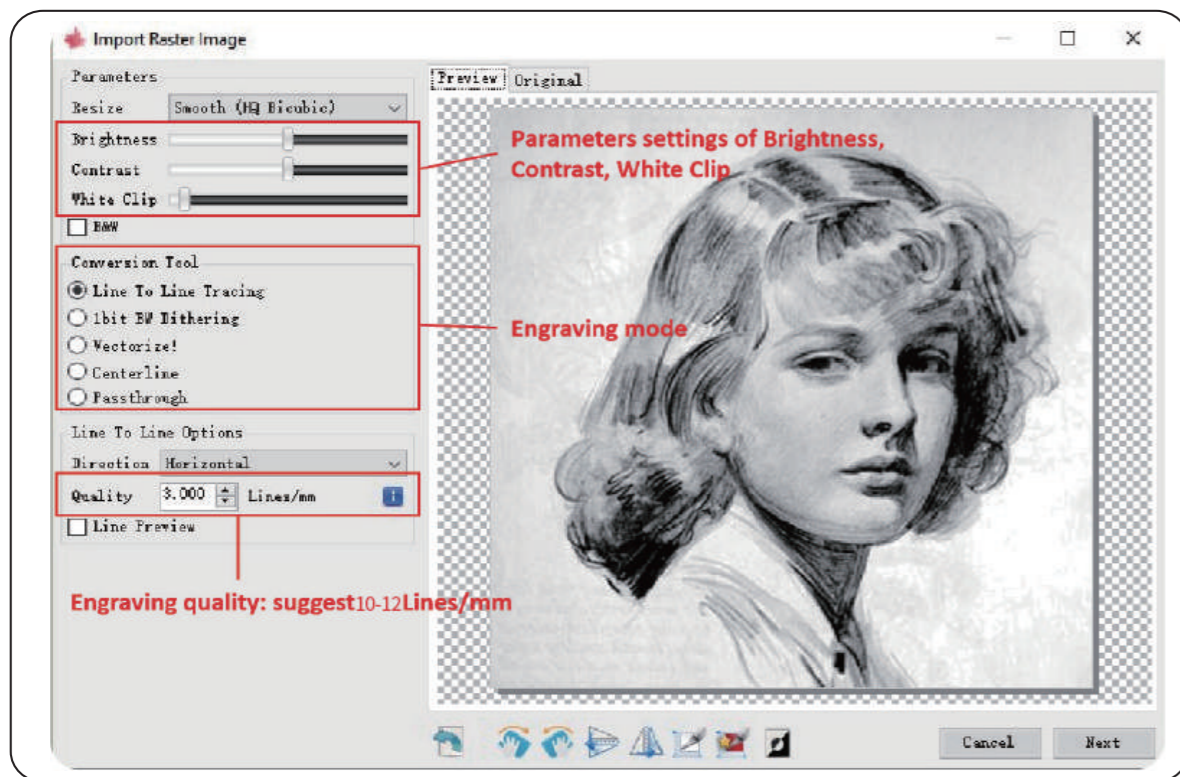 Import Raster Image
Parameters
Resize Smooth (HQ Bicubic)
Brightness
Contrast
White Clip
B&W
Conversion Tool
Line To Line Tracing
1bit BW Dithering
Vectorize!
Centerline
Passthrough
Line To Line Options
Direction Horizontal
Quality 3.000 Lines/mm
Line Preview
Engraving quality: suggest10-12Lines/mm
Preview Original
Parameters settings of Brightness,
Contrast, White Clip
Engraving mode
Cancel Next